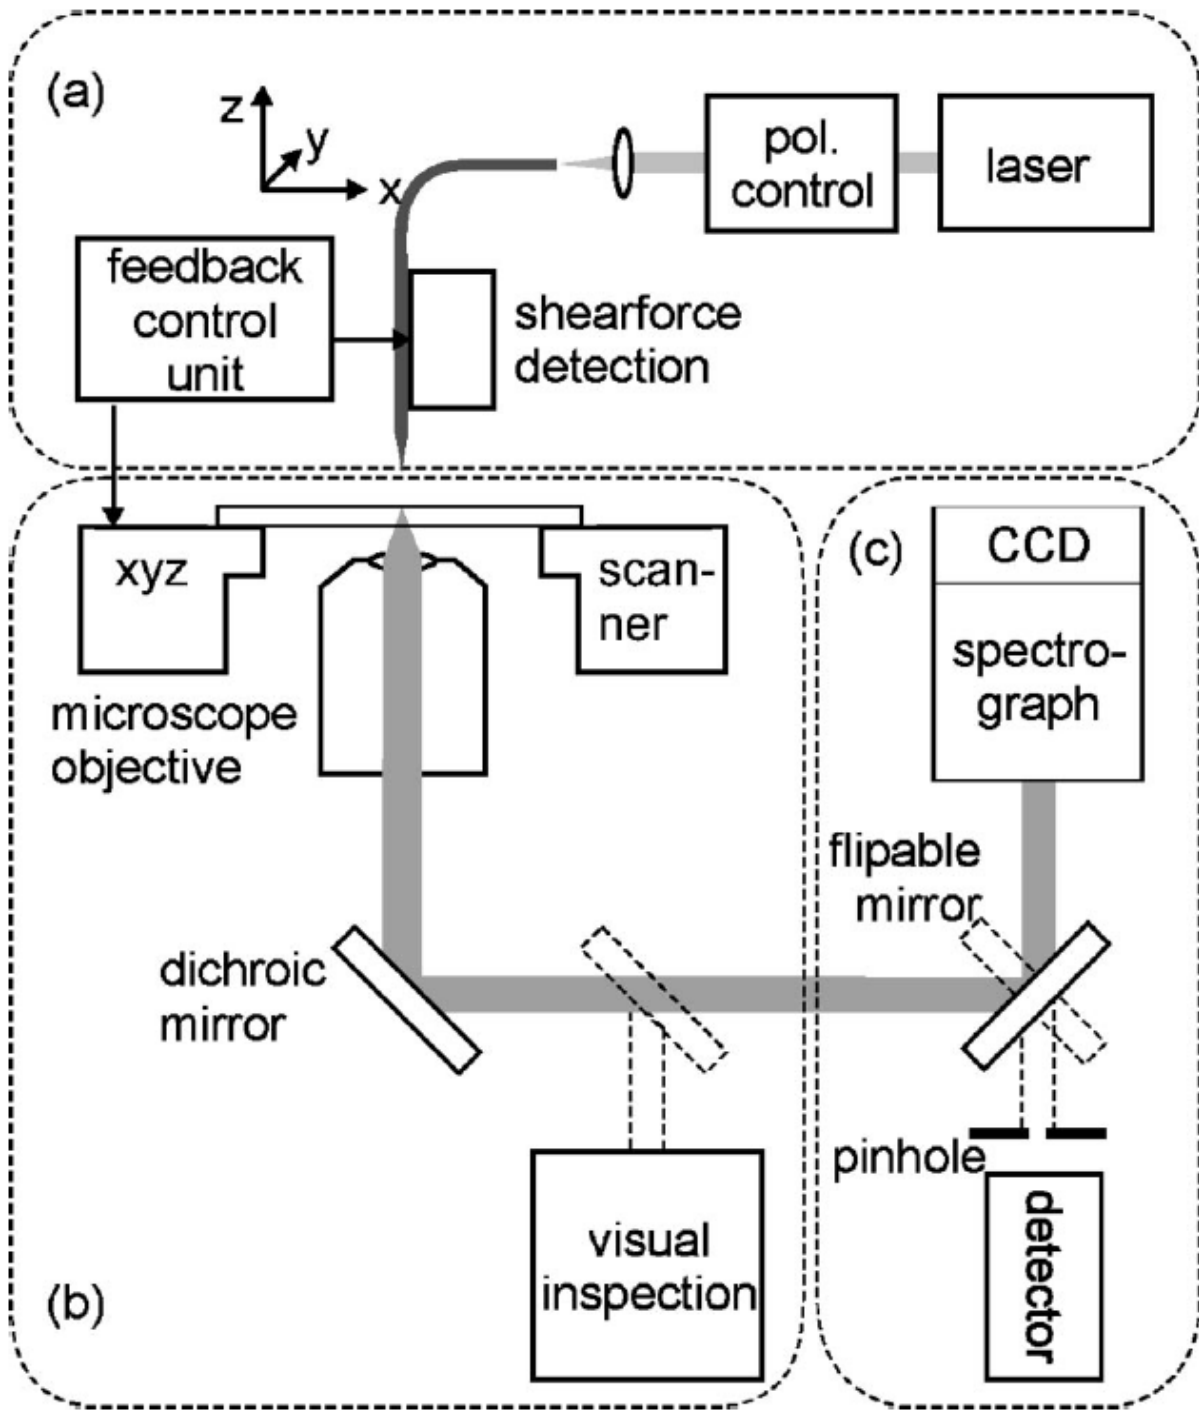 (a)
z
y
x
pol.
control
laser
feedback
control
unit
shearforce
detection
xyz
scan-
ner
microscope
objective
dichroic
mirror
visual
inspection
(b)
(c)
CCD
spectro-
graph
flipable
mirror
pinhole
detector